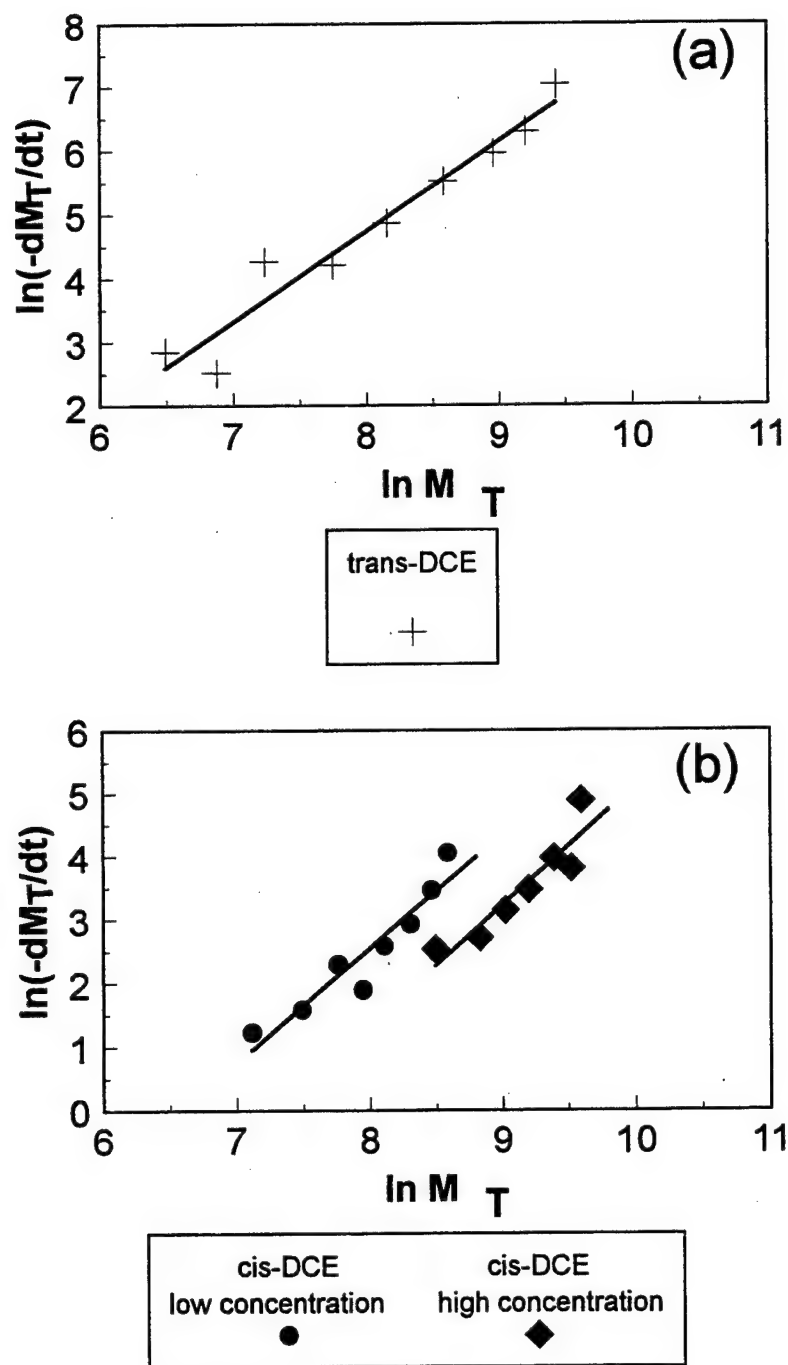 (a)
8
7
6
5
4
3
2
ln(-dM_T/dt)
6 7 8 9 10 11
ln M T
trans-DCE
(b)
6
5
4
3
2
1
0
ln(-dM_T/dt)
6 7 8 9 10 11
ln M T
cis-DCE cis-DCE
low concentration high concentration